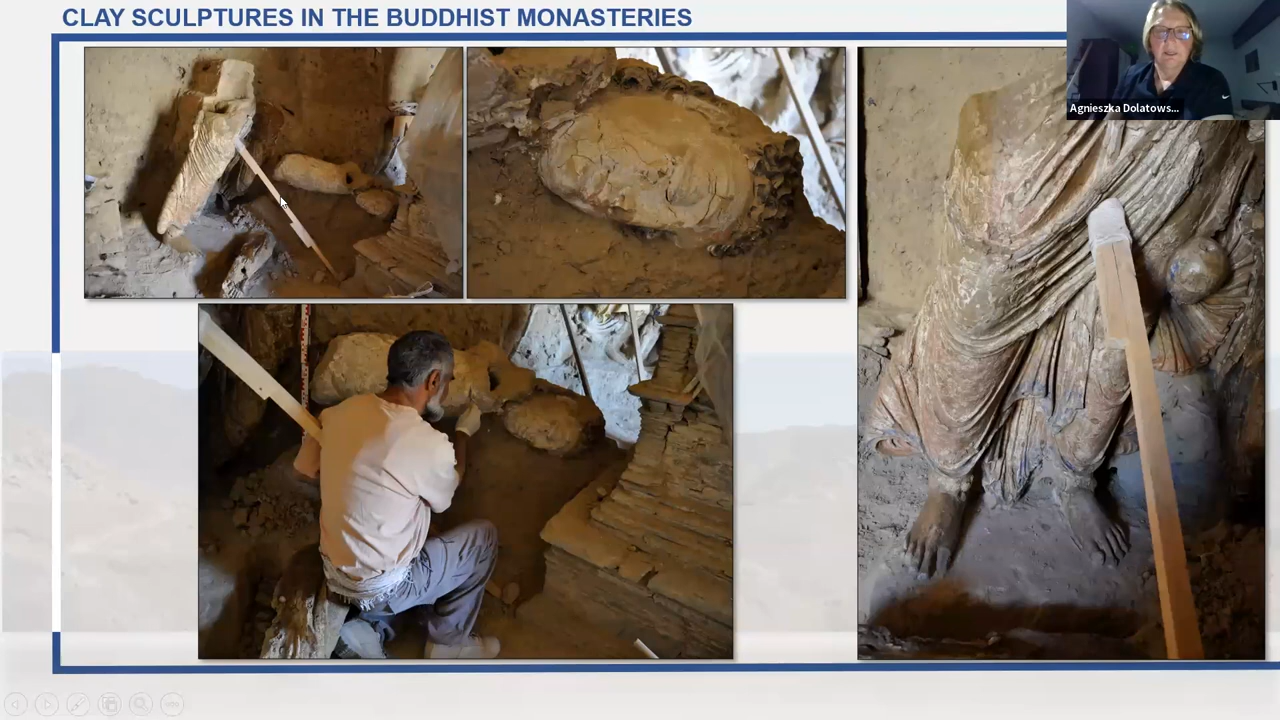 CLAY SCULPTURES IN THE BUDDHIST MONASTERIES
Agnieszka Dolatows...